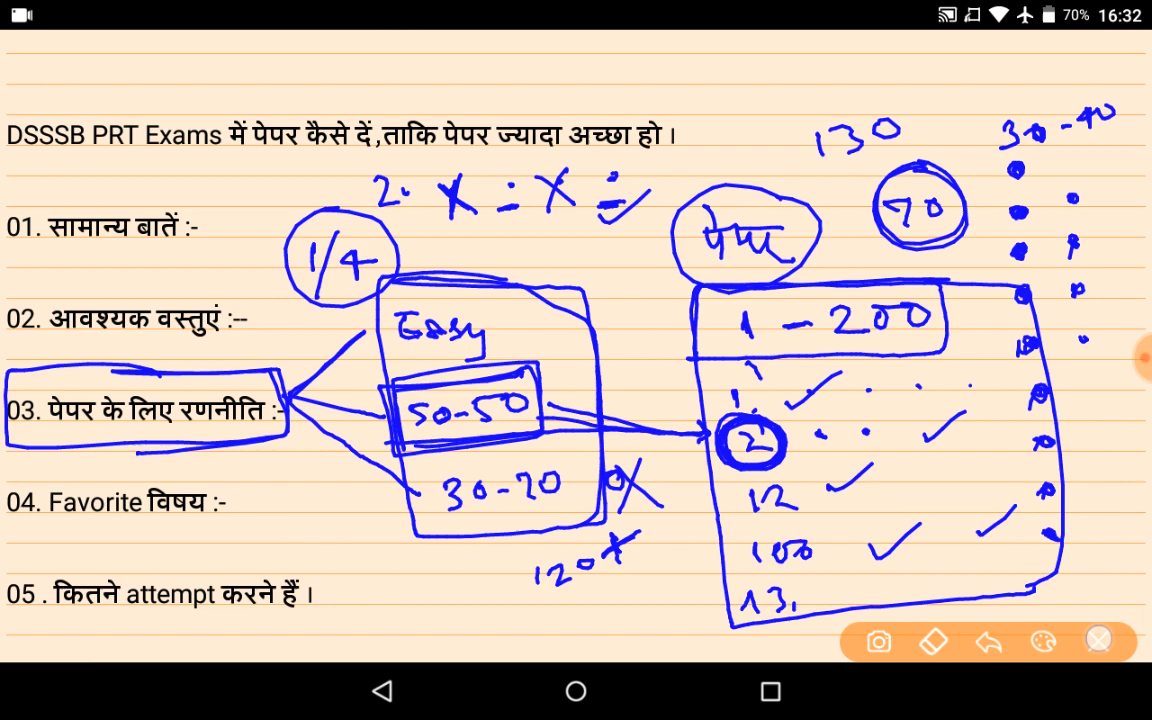 70% 16:32
DSSSB PRT Exams में पेपर कैसे दें,ताकि पेपर ज्यादा अच्छा हो ।
130
30-40
2. X ÷ X ÷
पेपर
70
01. सामान्य बातें :-
1/4
02. आवश्यक वस्तुएं :--
Easy
1 - 200
03. पेपर के लिए रणनीति :-
50-50
1.
2
04. Favorite विषय :-
30-70
12
100
120
05 . कितने attempt करने हैं ।
13.